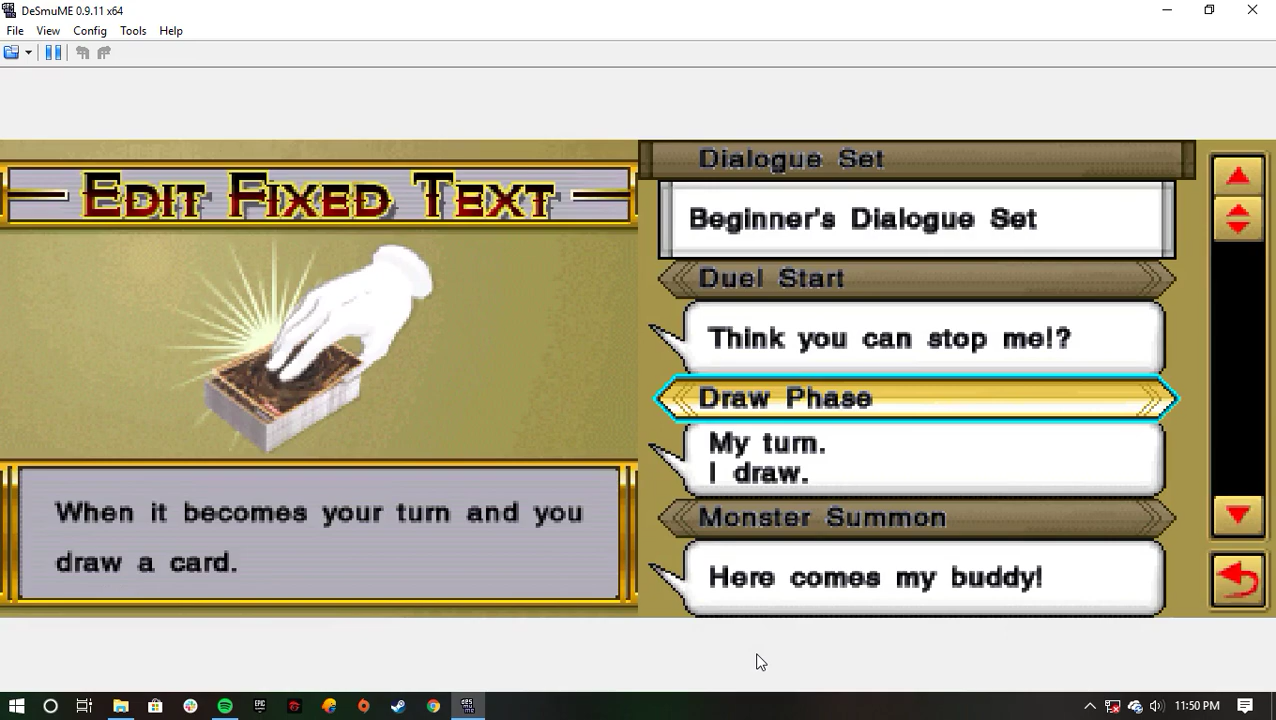 DeSmuME 0.9.11 x64
File View Config Tools Help
EDIT FIXED TEXT
When it becomes your turn and you
draw a card.
Dialogue Set
Beginner's Dialogue Set
Duel Start
Think you can stop me!?
Draw Phase
My turn.
I draw.
Monster Summon
Here comes my buddy!
EPIC
11:50 PM